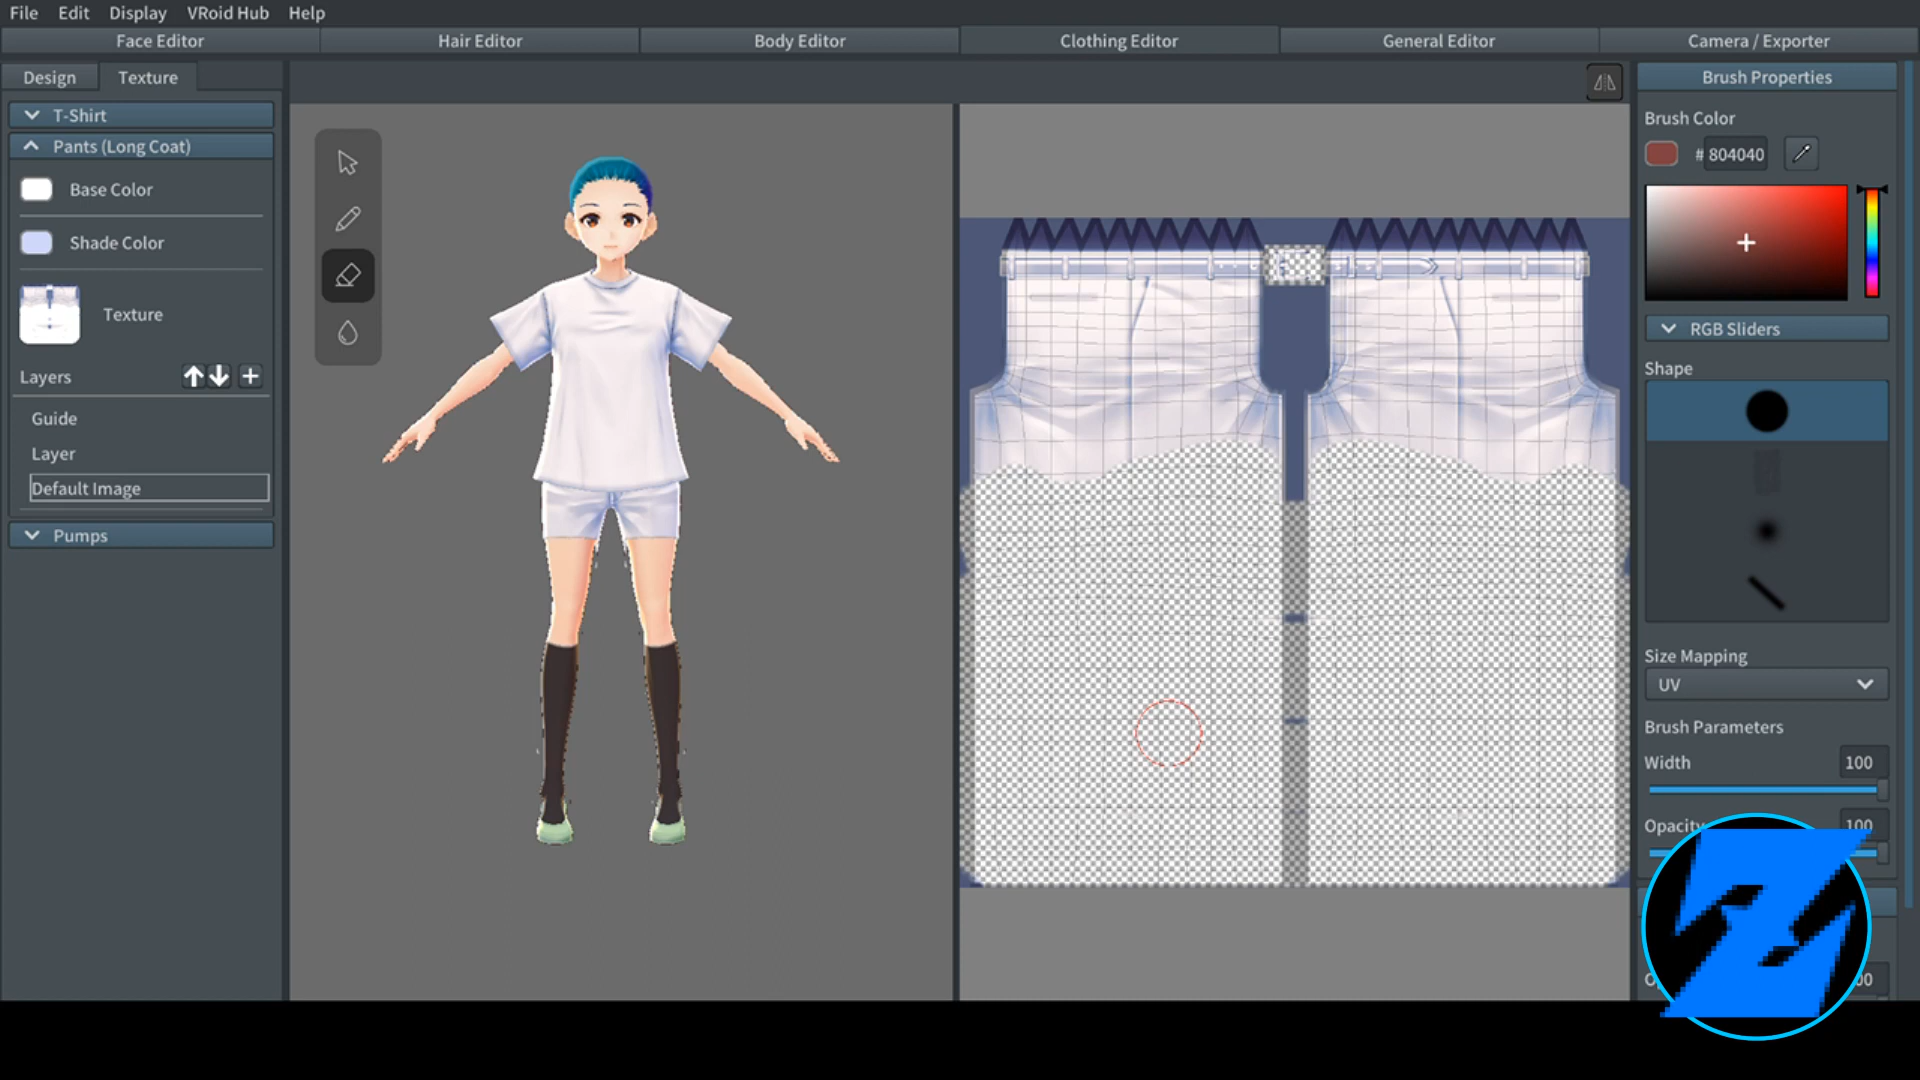 File Edit Display VRoid Hub Help
Face Editor Hair Editor Body Editor Clothing Editor General Editor Camera / Exporter
Design Texture
T-Shirt
Pants (Long Coat)
Base Color
Shade Color
Texture
Layers
Guide
Layer
Default Image
Pumps
Brush Properties
Brush Color
# 804040
RGB Sliders
Shape
Size Mapping
UV
Brush Parameters
Width 100
Opacity 100